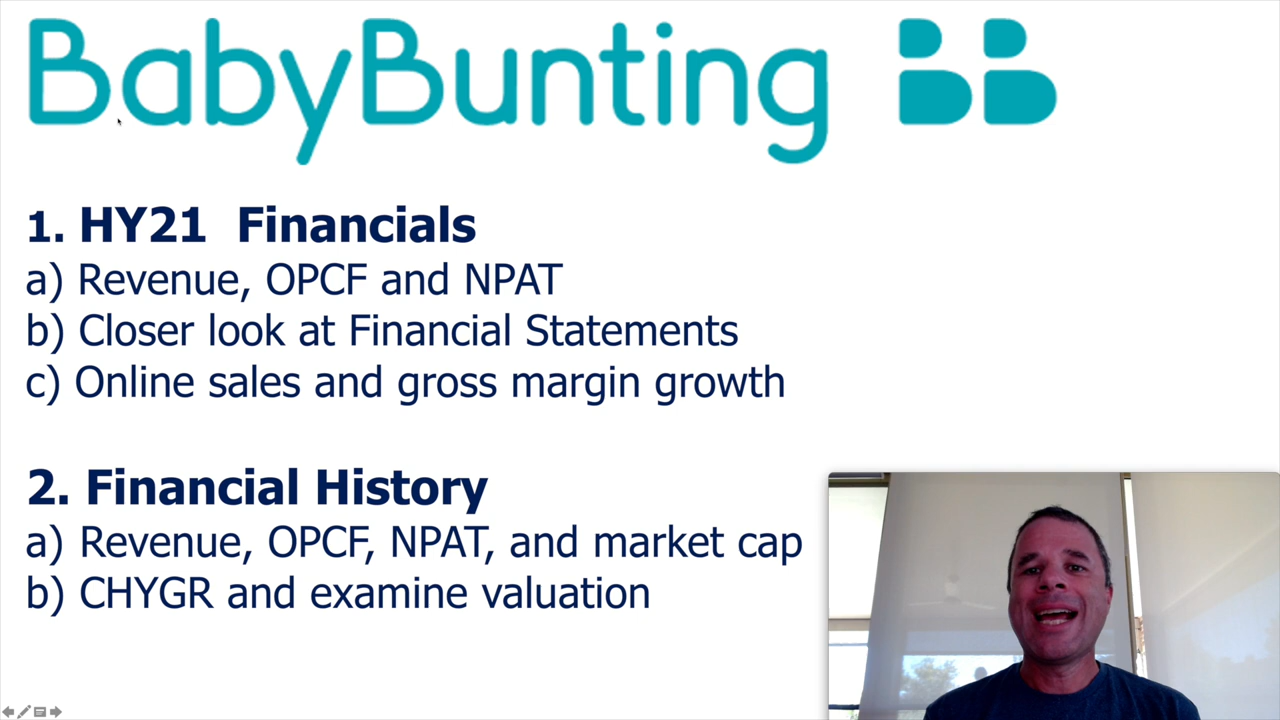 BabyBunting BB
1. HY21 Financials
a) Revenue, OPCF and NPAT
b) Closer look at Financial Statements
c) Online sales and gross margin growth
2. Financial History
a) Revenue, OPCF, NPAT, and market cap
b) CHYGR and examine valuation